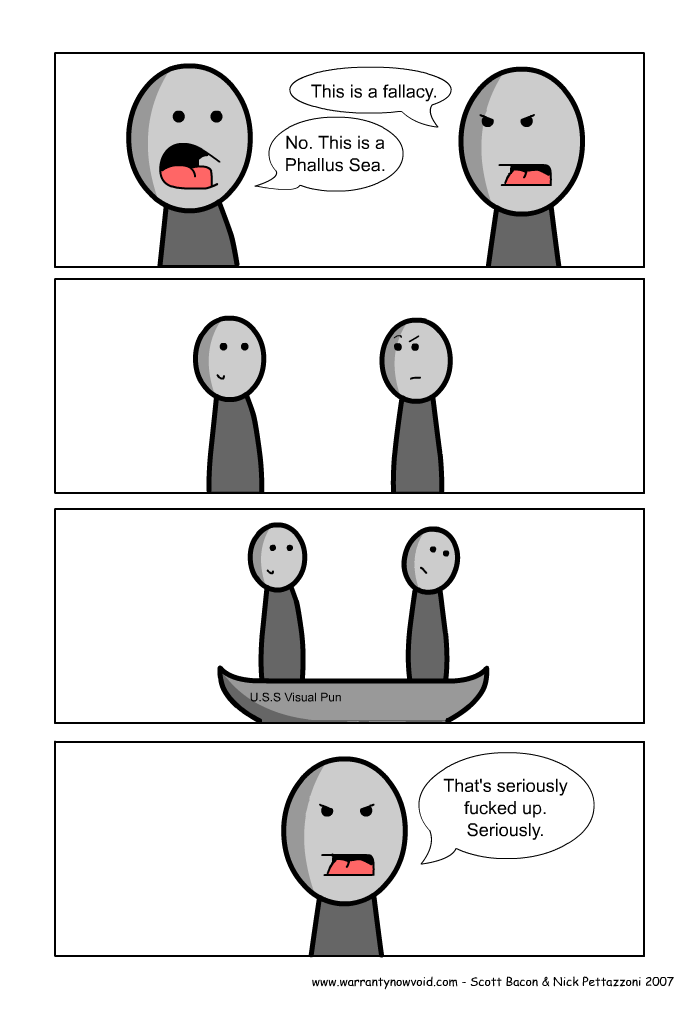 This is a fallacy.
No. This is a
Phallus Sea.
U.S.S Visual Pun
That's seriously
fucked up.
Seriously.
www.warrantynowvoid.com - Scott Bacon & Nick Pettazzoni 2007